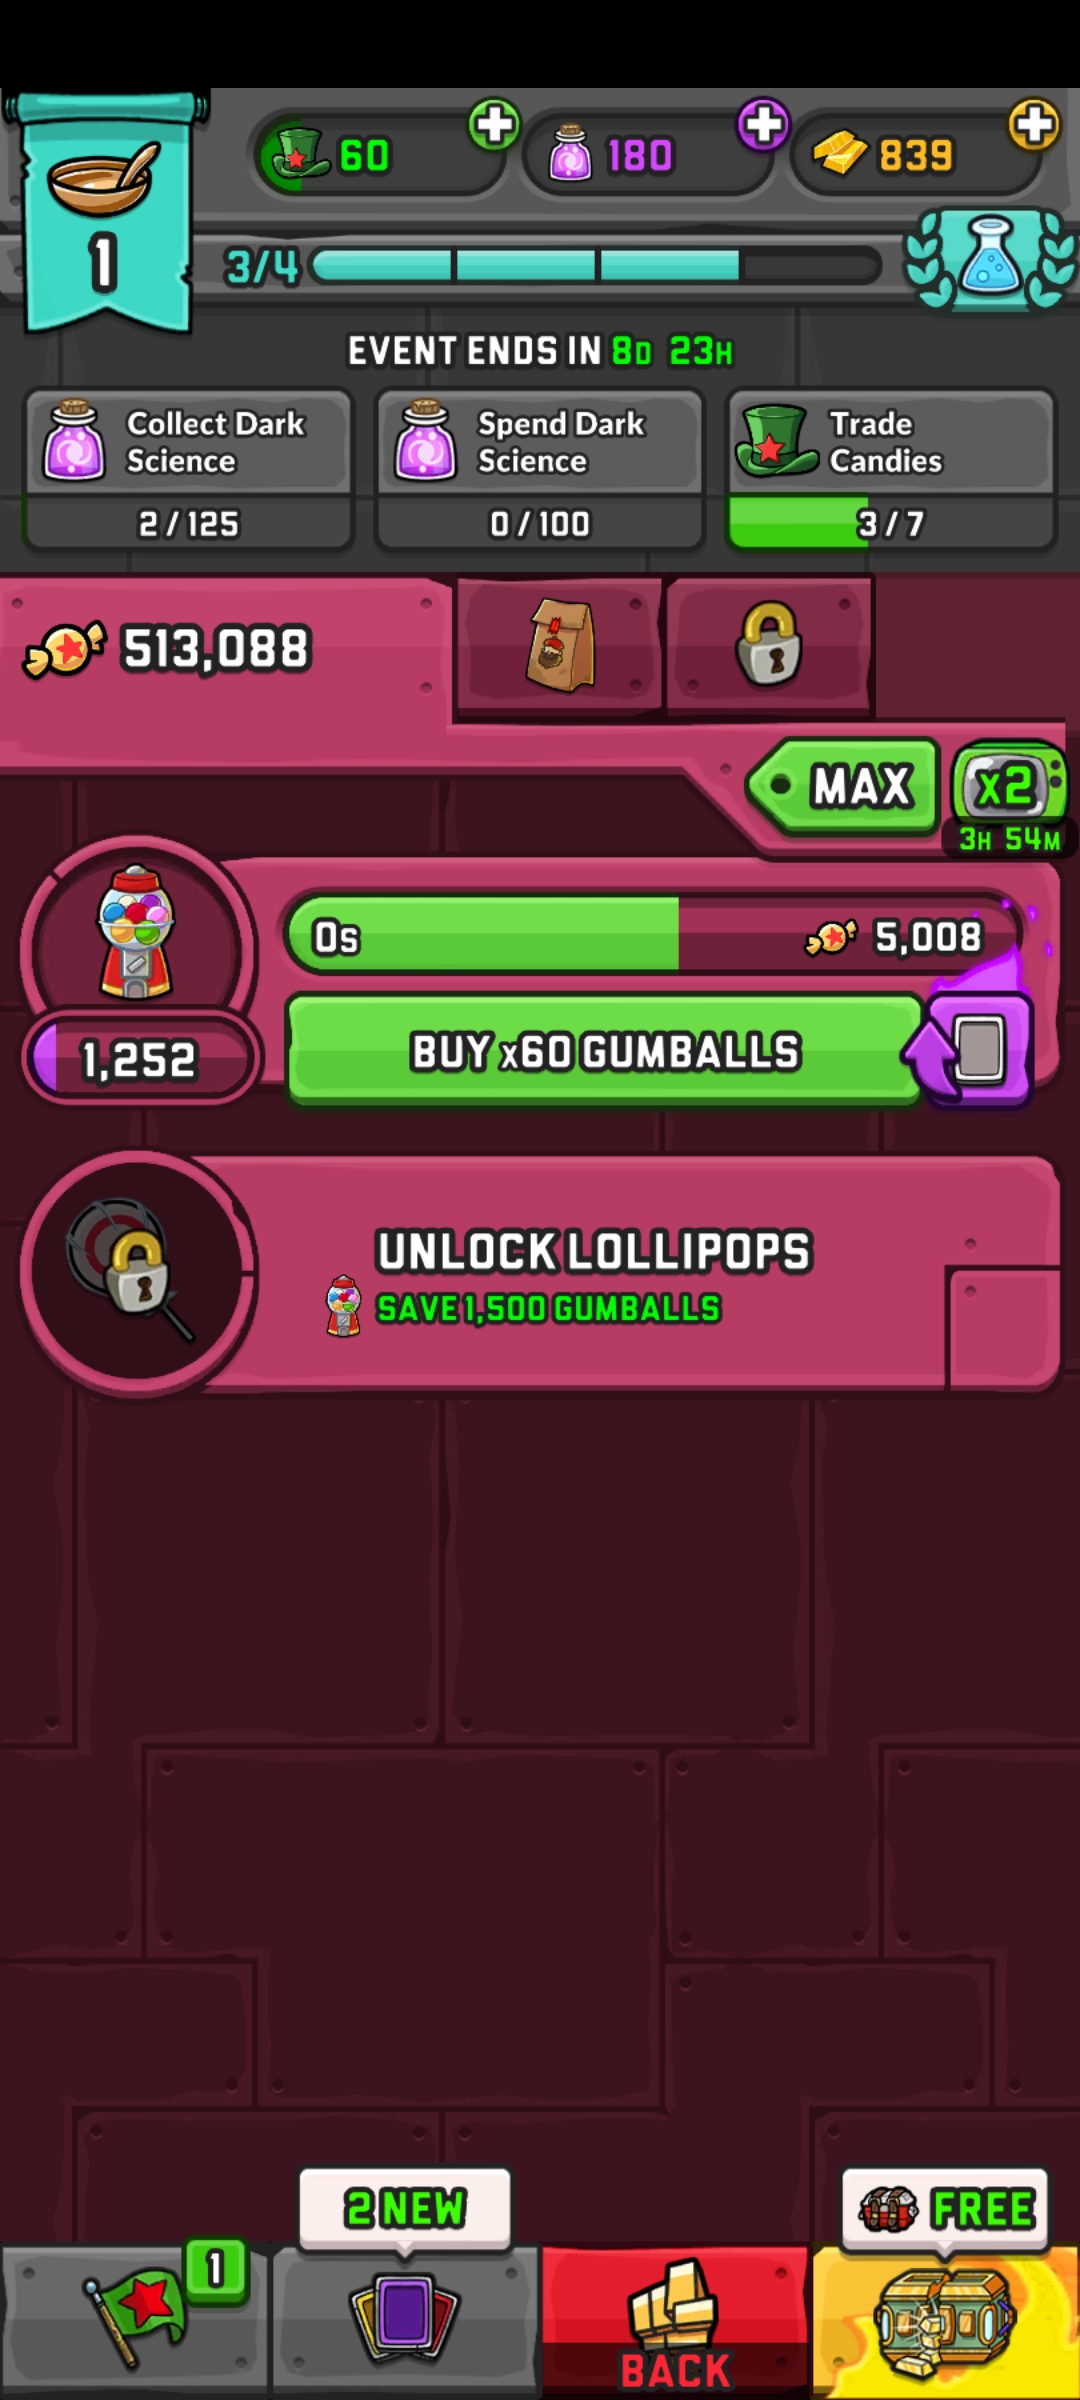 60
180
839
1
3/4
EVENT ENDS IN 8D 23H
Collect Dark
Science
2 / 125
Spend Dark
Science
0 / 100
Trade
Candies
3 / 7
513,088
MAX
x2
3H 54M
0s
5,008
1,252
BUY x60 GUMBALLS
UNLOCK LOLLIPOPS
SAVE 1,500 GUMBALLS
2 NEW
FREE
1
BACK